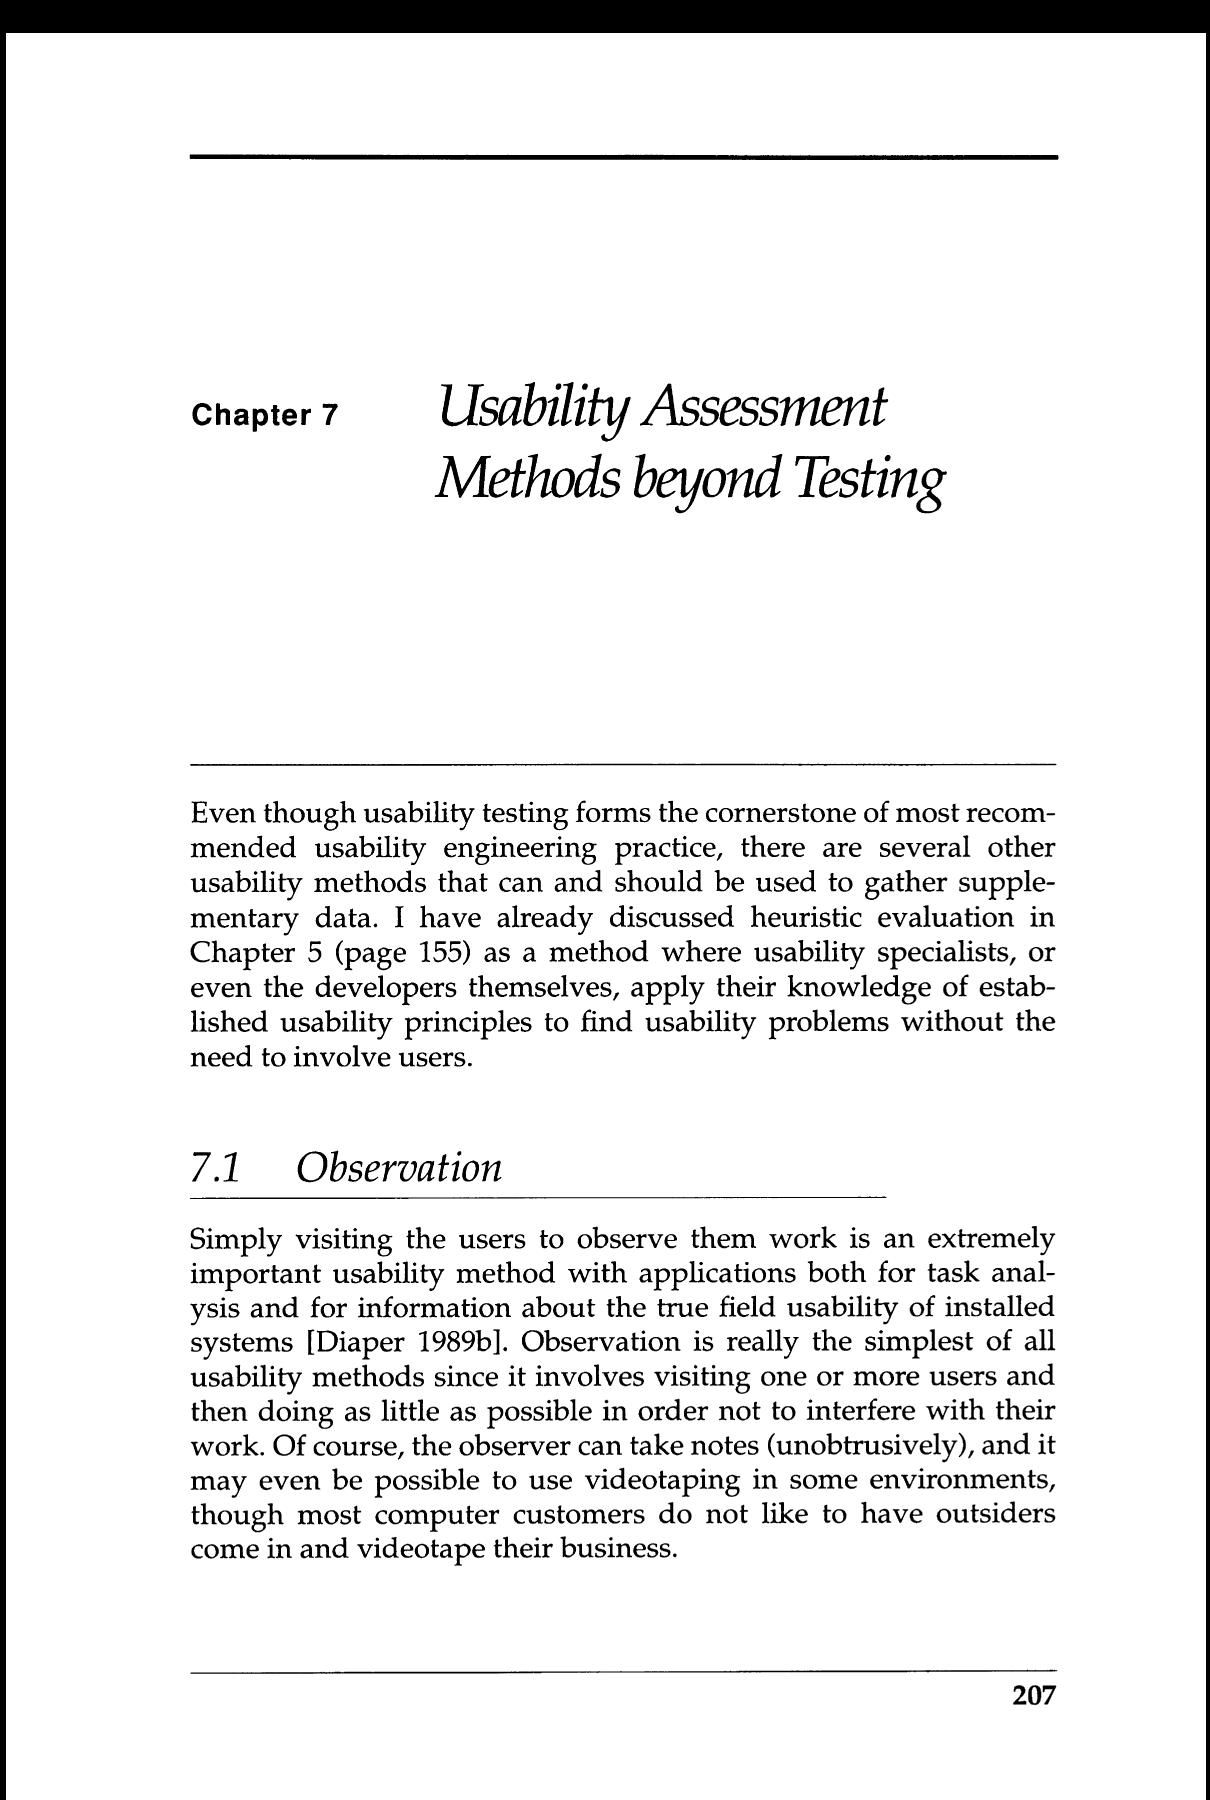 Chapter 7
Usability Assessment
Methods beyond Testing
Even though usability testing forms the cornerstone of most recom-
mended usability engineering practice, there are several other
usability methods that can and should be used to gather supple-
mentary data. I have already discussed heuristic evaluation in
Chapter 5 (page 155) as a method where usability specialists, or
even the developers themselves, apply their knowledge of estab-
lished usability principles to find usability problems without the
need to involve users.
7.1 Observation
Simply visiting the users to observe them work is an extremely
important usability method with applications both for task anal-
ysis and for information about the true field usability of installed
systems [Diaper 1989b]. Observation is really the simplest of all
usability methods since it involves visiting one or more users and
then doing as little as possible in order not to interfere with their
work. Of course, the observer can take notes (unobtrusively), and it
may even be possible to use videotaping in some environments,
though most computer customers do not like to have outsiders
come in and videotape their business.
207